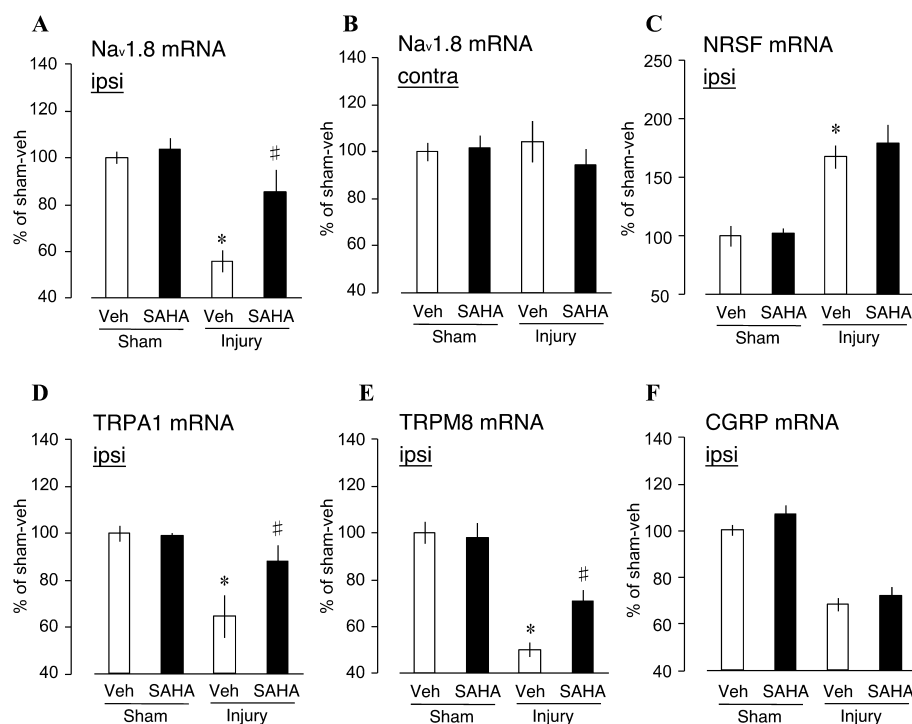 A
Nav1.8 mRNA
ipsi
% of sham-veh
140
120
100
80
60
40
*
#
Veh SAHA Veh SAHA
Sham Injury
B
Nav1.8 mRNA
contra
% of sham-veh
140
120
100
80
60
40
Veh SAHA Veh SAHA
Sham Injury
C
NRSF mRNA
ipsi
% of sham-veh
250
200
150
100
50
*
Veh SAHA Veh SAHA
Sham Injury
D
TRPA1 mRNA
ipsi
% of sham-veh
140
120
100
80
60
40
*
#
Veh SAHA Veh SAHA
Sham Injury
E
TRPM8 mRNA
ipsi
% of sham-veh
140
120
100
80
60
40
*
#
Veh SAHA Veh SAHA
Sham Injury
F
CGRP mRNA
ipsi
% of sham-veh
140
120
100
80
60
40
Veh SAHA Veh SAHA
Sham Injury